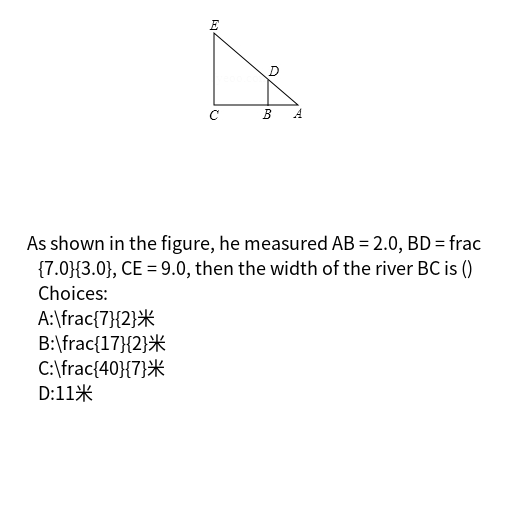 E
D
C B A
As shown in the figure, he measured AB = 2.0, BD = frac
{7.0}{3.0}, CE = 9.0, then the width of the river BC is ()
Choices:
A:\frac{7}{2}米
B:\frac{17}{2}米
C:\frac{40}{7}米
D:11米